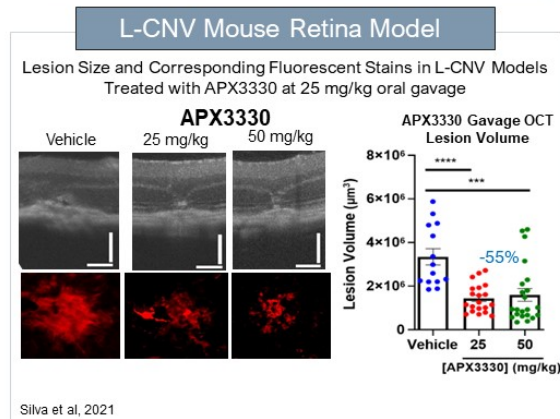 L-CNV Mouse Retina Model
Lesion Size and Corresponding Fluorescent Stains in L-CNV Models
Treated with APX3330 at 25 mg/kg oral gavage
APX3330
Vehicle
25 mg/kg
50 mg/kg
APX3330 Gavage OCT
Lesion Volume
Lesion Volume (µm³)
8×10⁶
6×10⁶
4×10⁶
2×10⁶
0
****
***
-55%
Vehicle
25
50
[APX3330] (mg/kg)
Silva et al, 2021